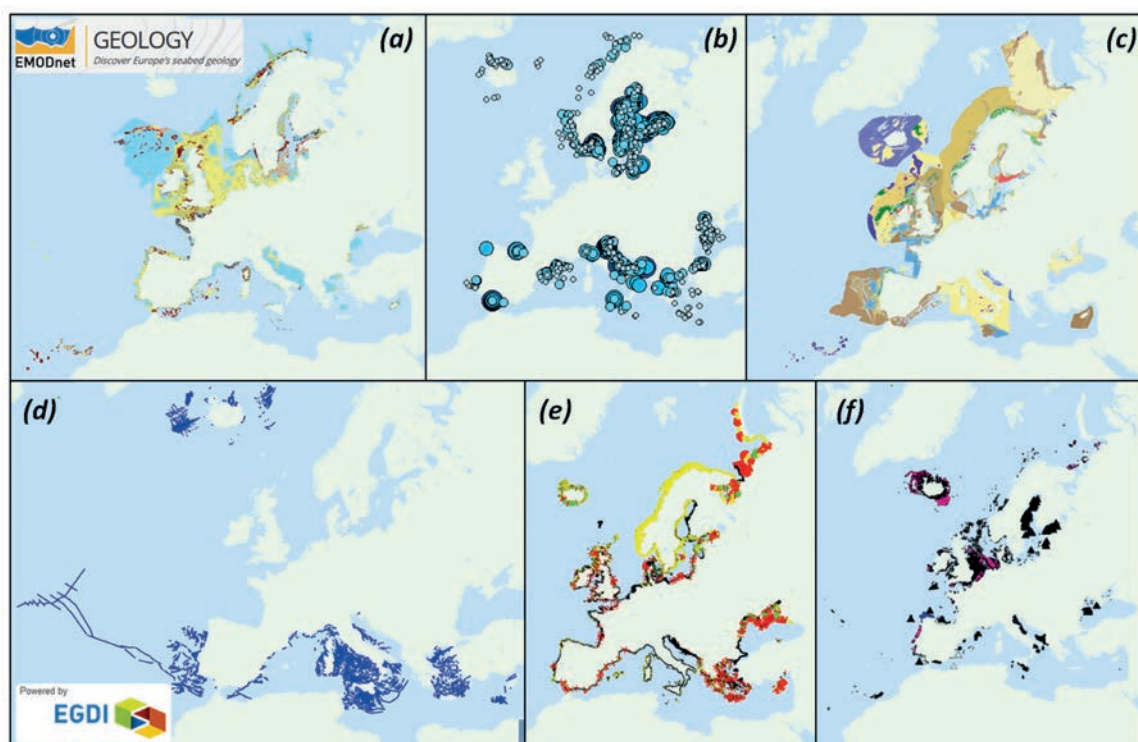 EMODnet
GEOLOGY
Discover Europe's seabed geology
(a)
(b)
(c)
(d)
(e)
(f)
Powered by
EGDI